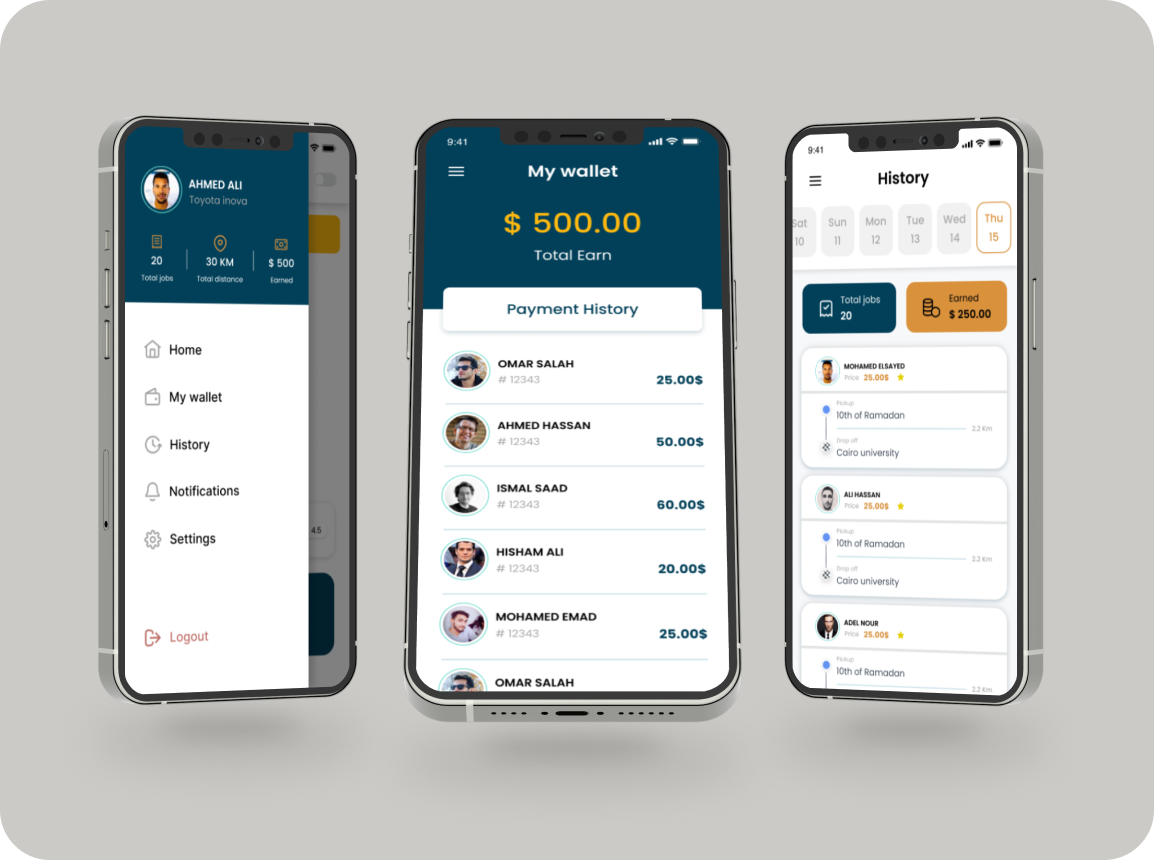 AHMED ALI
Toyota inova
20
30 KM
$ 500
Total jobs
Total distance
Earned
Home
My wallet
History
Notifications
Settings
Logout
4.5
9:41
My wallet
$ 500.00
Total Earn
Payment History
OMAR SALAH
# 12343
25.00$
AHMED HASSAN
# 12343
50.00$
ISMAL SAAD
# 12343
60.00$
HISHAM ALI
# 12343
20.00$
MOHAMED EMAD
# 12343
25.00$
OMAR SALAH
9:41
History
Sat Sun Mon Tue Wed Thu
10 11 12 13 14 15
Total jobs
20
Earned
$ 250.00
MOHAMED ELSAYED
Price 25.00$
Pickup
10th of Ramadan
2.2 Km
Drop off
Cairo university
ALI HASSAN
Price 25.00$
Pickup
10th of Ramadan
2.2 Km
Drop off
Cairo university
ADEL NOUR
Price 25.00$
Pickup
10th of Ramadan
2.2 Km